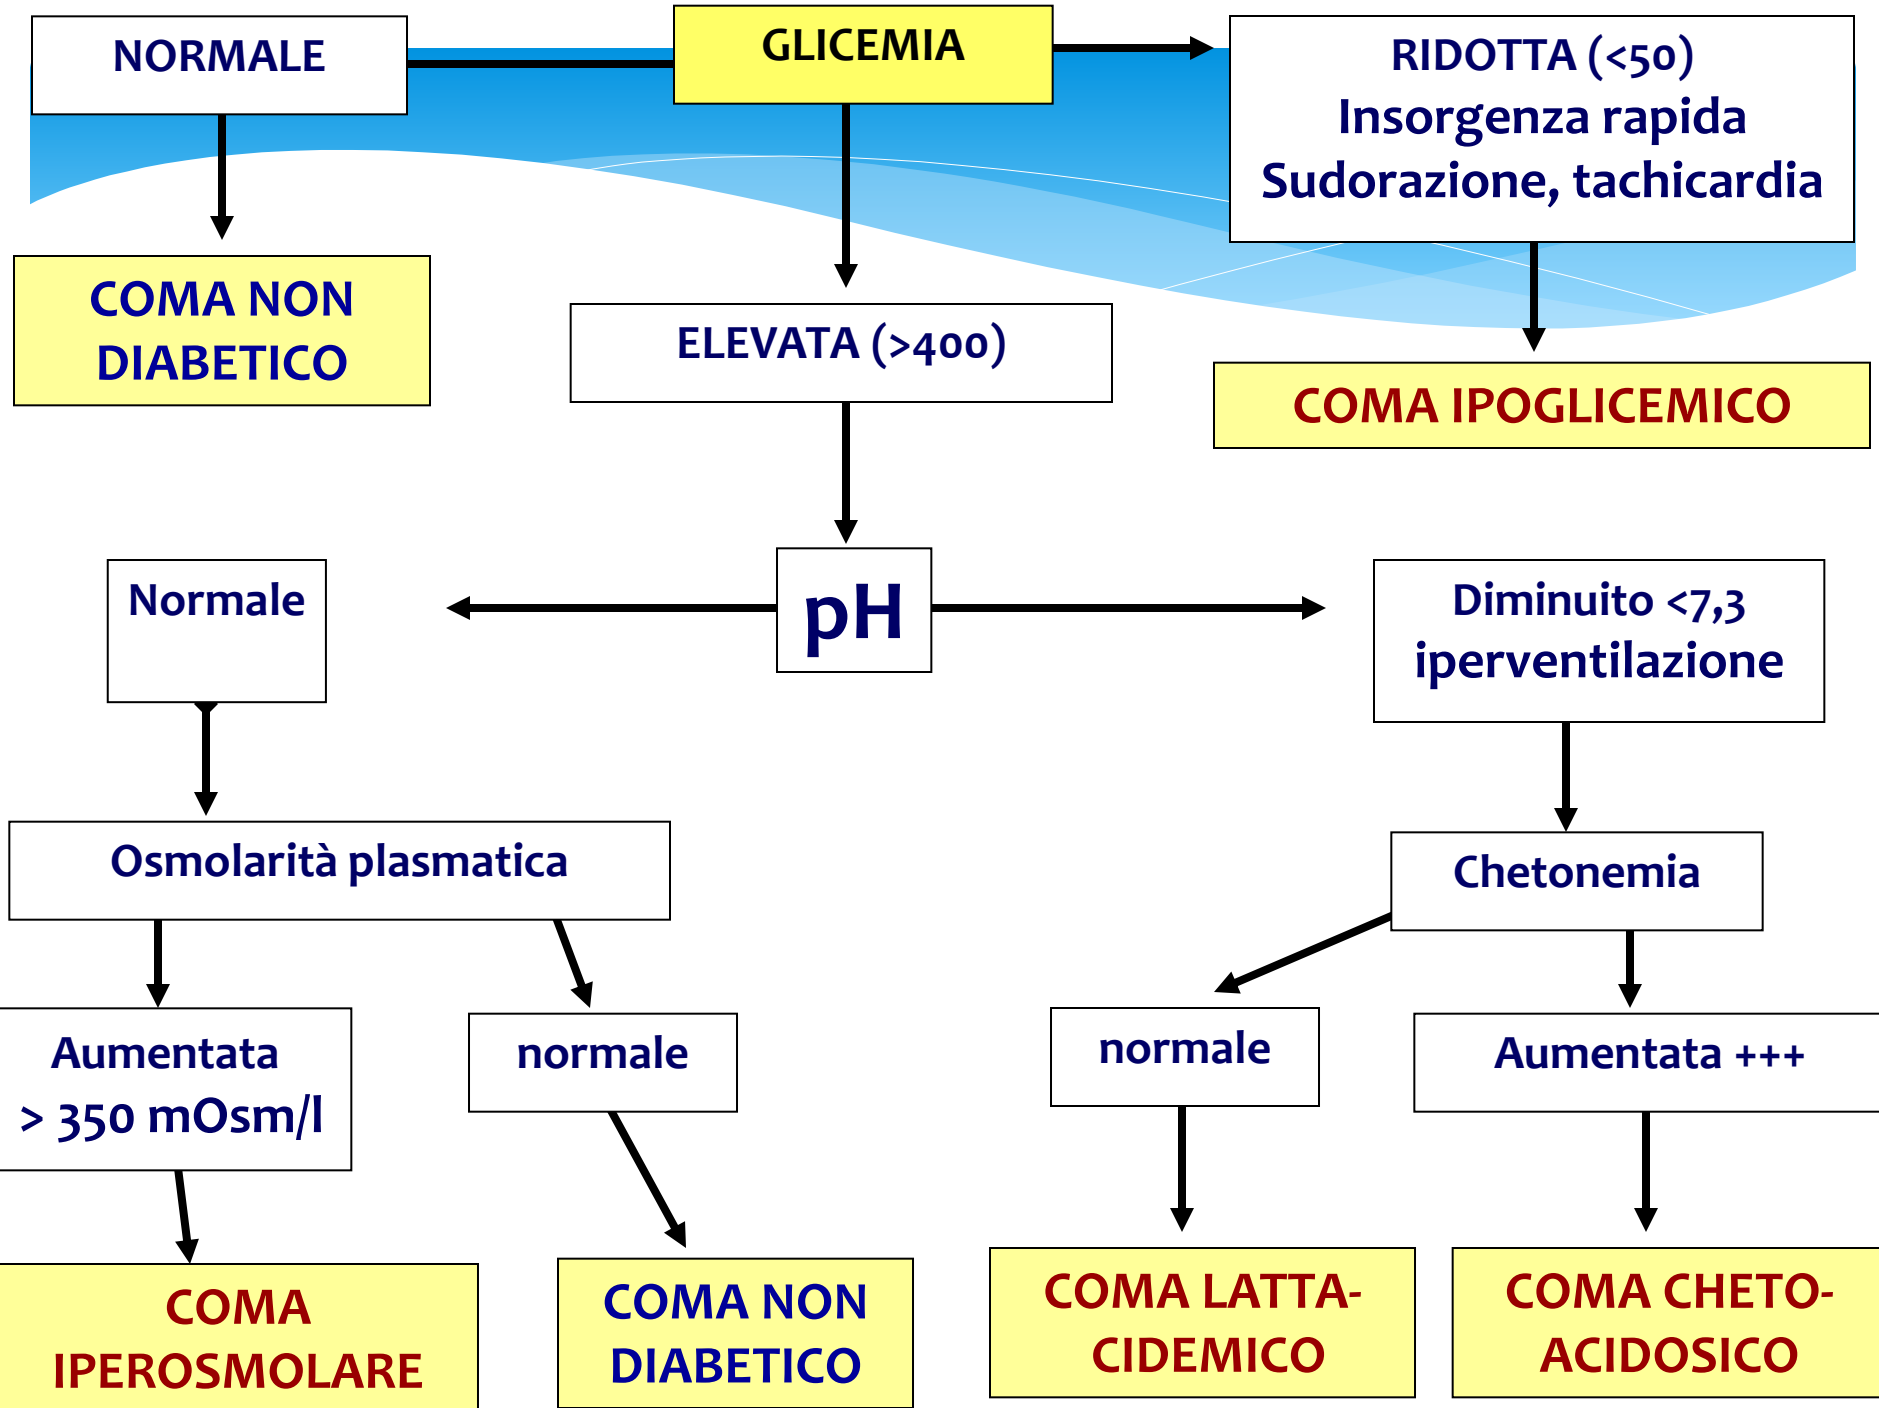 NORMALE
GLICEMIA
RIDOTTA (<50)
Insorgenza rapida
Sudorazione, tachicardia
COMA NON
DIABETICO
ELEVATA (>400)
COMA IPOGLICEMICO
Normale
pH
Diminuito <7,3
iperventilazione
Osmolarità plasmatica
Chetonemia
Aumentata
> 350 mOsm/l
normale
normale
Aumentata +++
COMA
IPEROSMOLARE
COMA NON
DIABETICO
COMA LATTA-
CIDEMICO
COMA CHETO-
ACIDOSICO